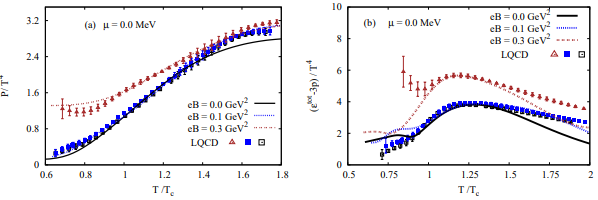 (a)
μ = 0.0 MeV
P/ T⁴
3.2
2.4
1.6
0.8
0
eB = 0.0 GeV²
eB = 0.1 GeV²
eB = 0.3 GeV²
LQCD
0.6 0.8 1 1.2 1.4 1.6 1.8
T /T_c
(b)
μ = 0.0 MeV
eB = 0.0 GeV²
eB = 0.1 GeV²
eB = 0.3 GeV²
LQCD
(ε^tot-3p) / T⁴
10
8
6
4
2
0
0.5 0.75 1 1.25 1.5 1.75 2
T /T_c